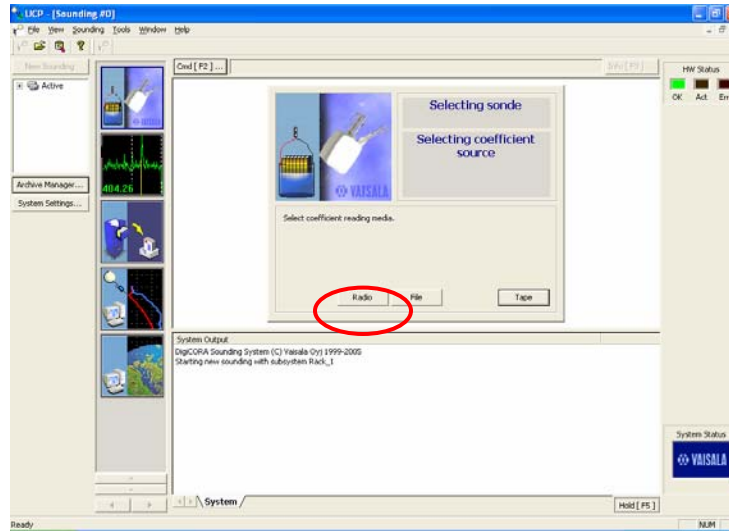 UCP - [Sounding #0]
File View Sounding Tools Window Help
New Sounding
Active
Archive Manager...
System Settings...
VAISALA
404.26
Cmd [ F2 ] ...
Info [ F9 ]
VAISALA
Selecting sonde
Selecting coefficient
source
Select coefficient reading media.
Radio
File
Tape
System Output
DigiCORA Sounding System (C) Vaisala Oyj 1999-2005
Starting new sounding with subsystem Rack_1
System
Hold [ F5 ]
HW Status
OK Act Err
System Status
VAISALA
Ready
NUM